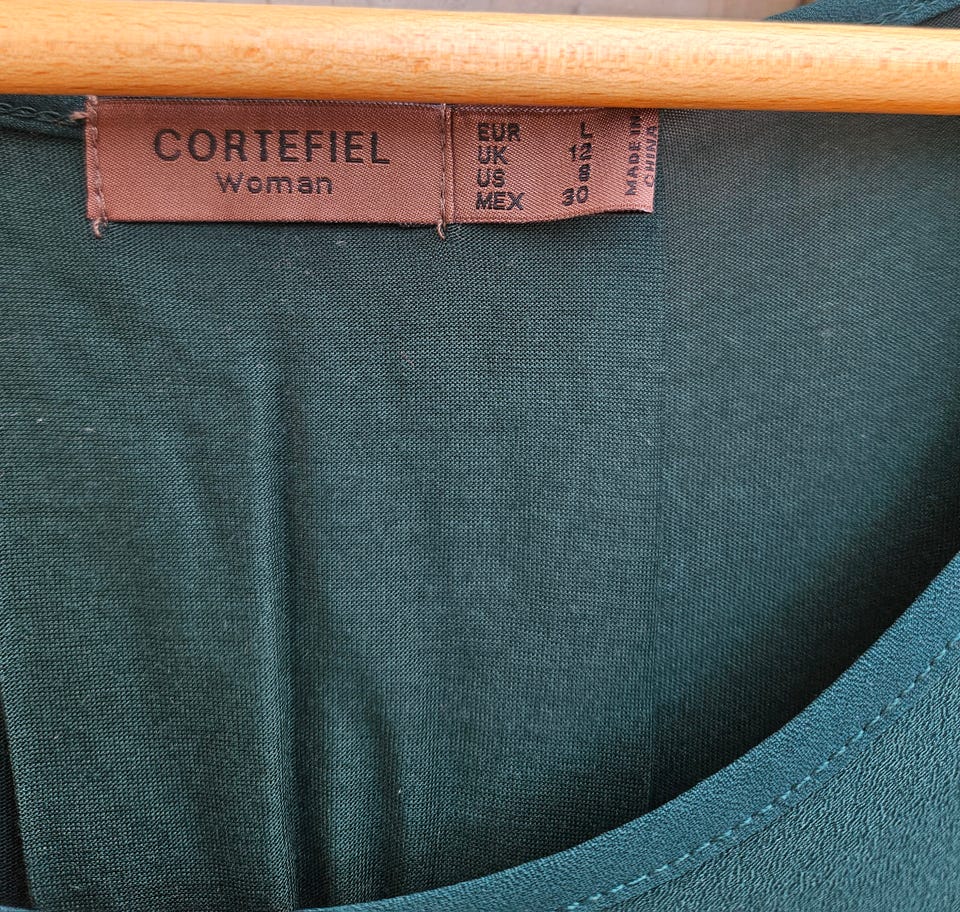 CORTEFIEL
Woman
EUR L
UK 12
US 8
MEX 30
MADE IN
CHINA